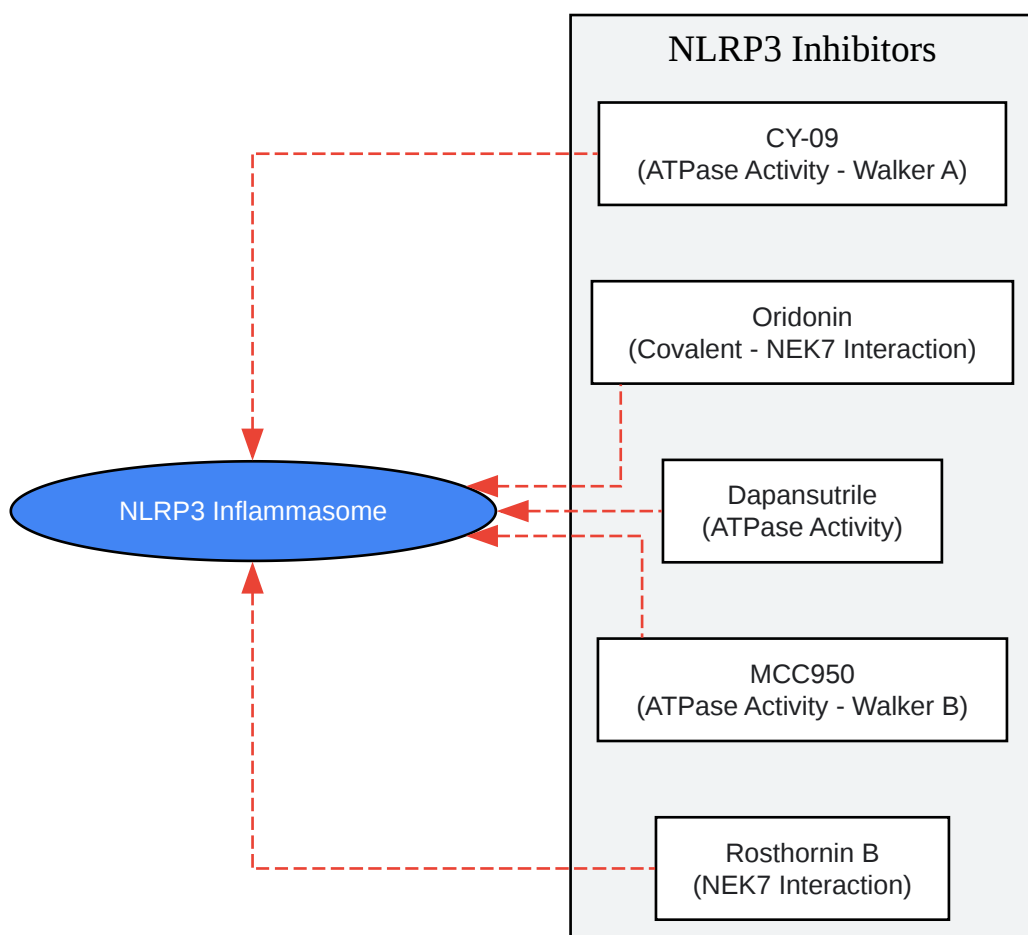 NLRP3 Inhibitors
CY-09
(ATPase Activity - Walker A)
Oridonin
(Covalent - NEK7 Interaction)
NLRP3 Inflammasome
Dapansutrile
(ATPase Activity)
MCC950
(ATPase Activity - Walker B)
Rosthornin B
(NEK7 Interaction)